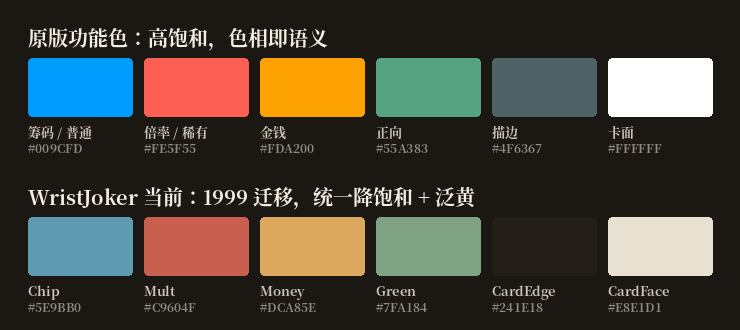 原版功能色：高饱和，色相即语义
筹码 / 普通
#009CFD
倍率 / 稀有
#FE5F55
金钱
#FDA200
正向
#55A383
描边
#4F6367
卡面
#FFFFFF
WristJoker 当前：1999 迁移，统一降饱和 + 泛黄
Chip
#5E9BB0
Mult
#C9604F
Money
#DCA85E
Green
#7FA184
CardEdge
#241E18
CardFace
#E8E1D1